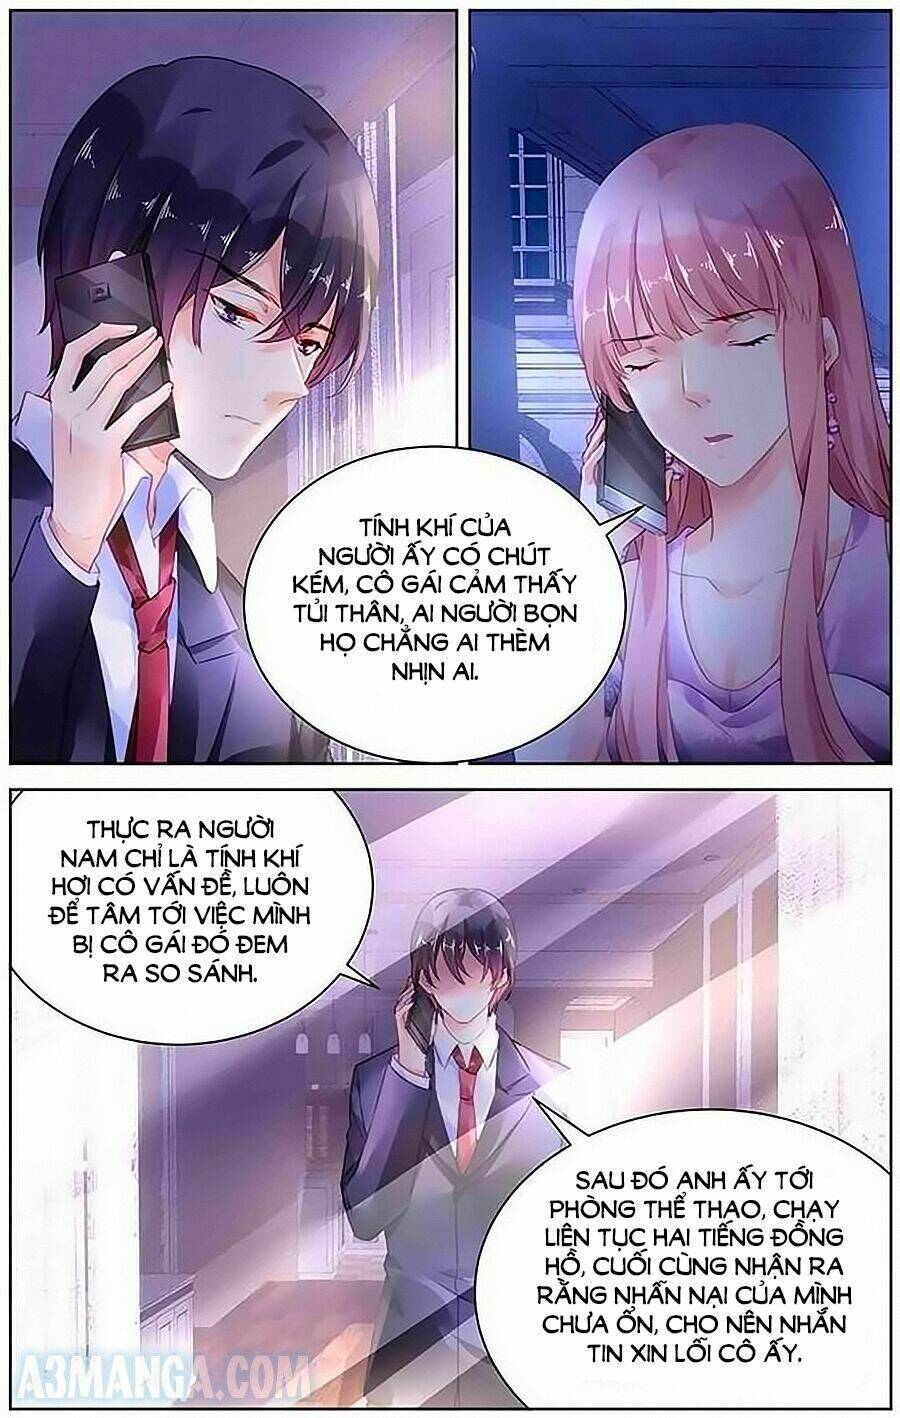 TÍNH KHÍ CỦA
NGƯỜI ẤY CÓ CHÚT
KÉM, CÔ GÁI CẢM THẤY
TỦI THÂN, AI NGƯỜI BỌN
HỌ CHẲNG AI THÈM
NHỊN AI.
THỰC RA NGƯỜI
NAM CHỈ LÀ TÍNH KHÍ
HƠI CÓ VẤN ĐỀ, LUÔN
ĐỂ TÂM TỚI VIỆC MÌNH
BỊ CÔ GÁI ĐÓ ĐEM
RA SO SÁNH.
SAU ĐÓ ANH ẤY TỚI
PHÒNG THỂ THAO, CHẠY
LIÊN TỤC HAI TIẾNG ĐỒNG
HỒ, CUỐI CÙNG NHẬN RA
RẰNG NHẤN NẠI CỦA MÌNH
CHƯA ỔN, CHO NÊN NHẮN
TIN XIN LỖI CÔ ẤY.
A3MANGA.COM